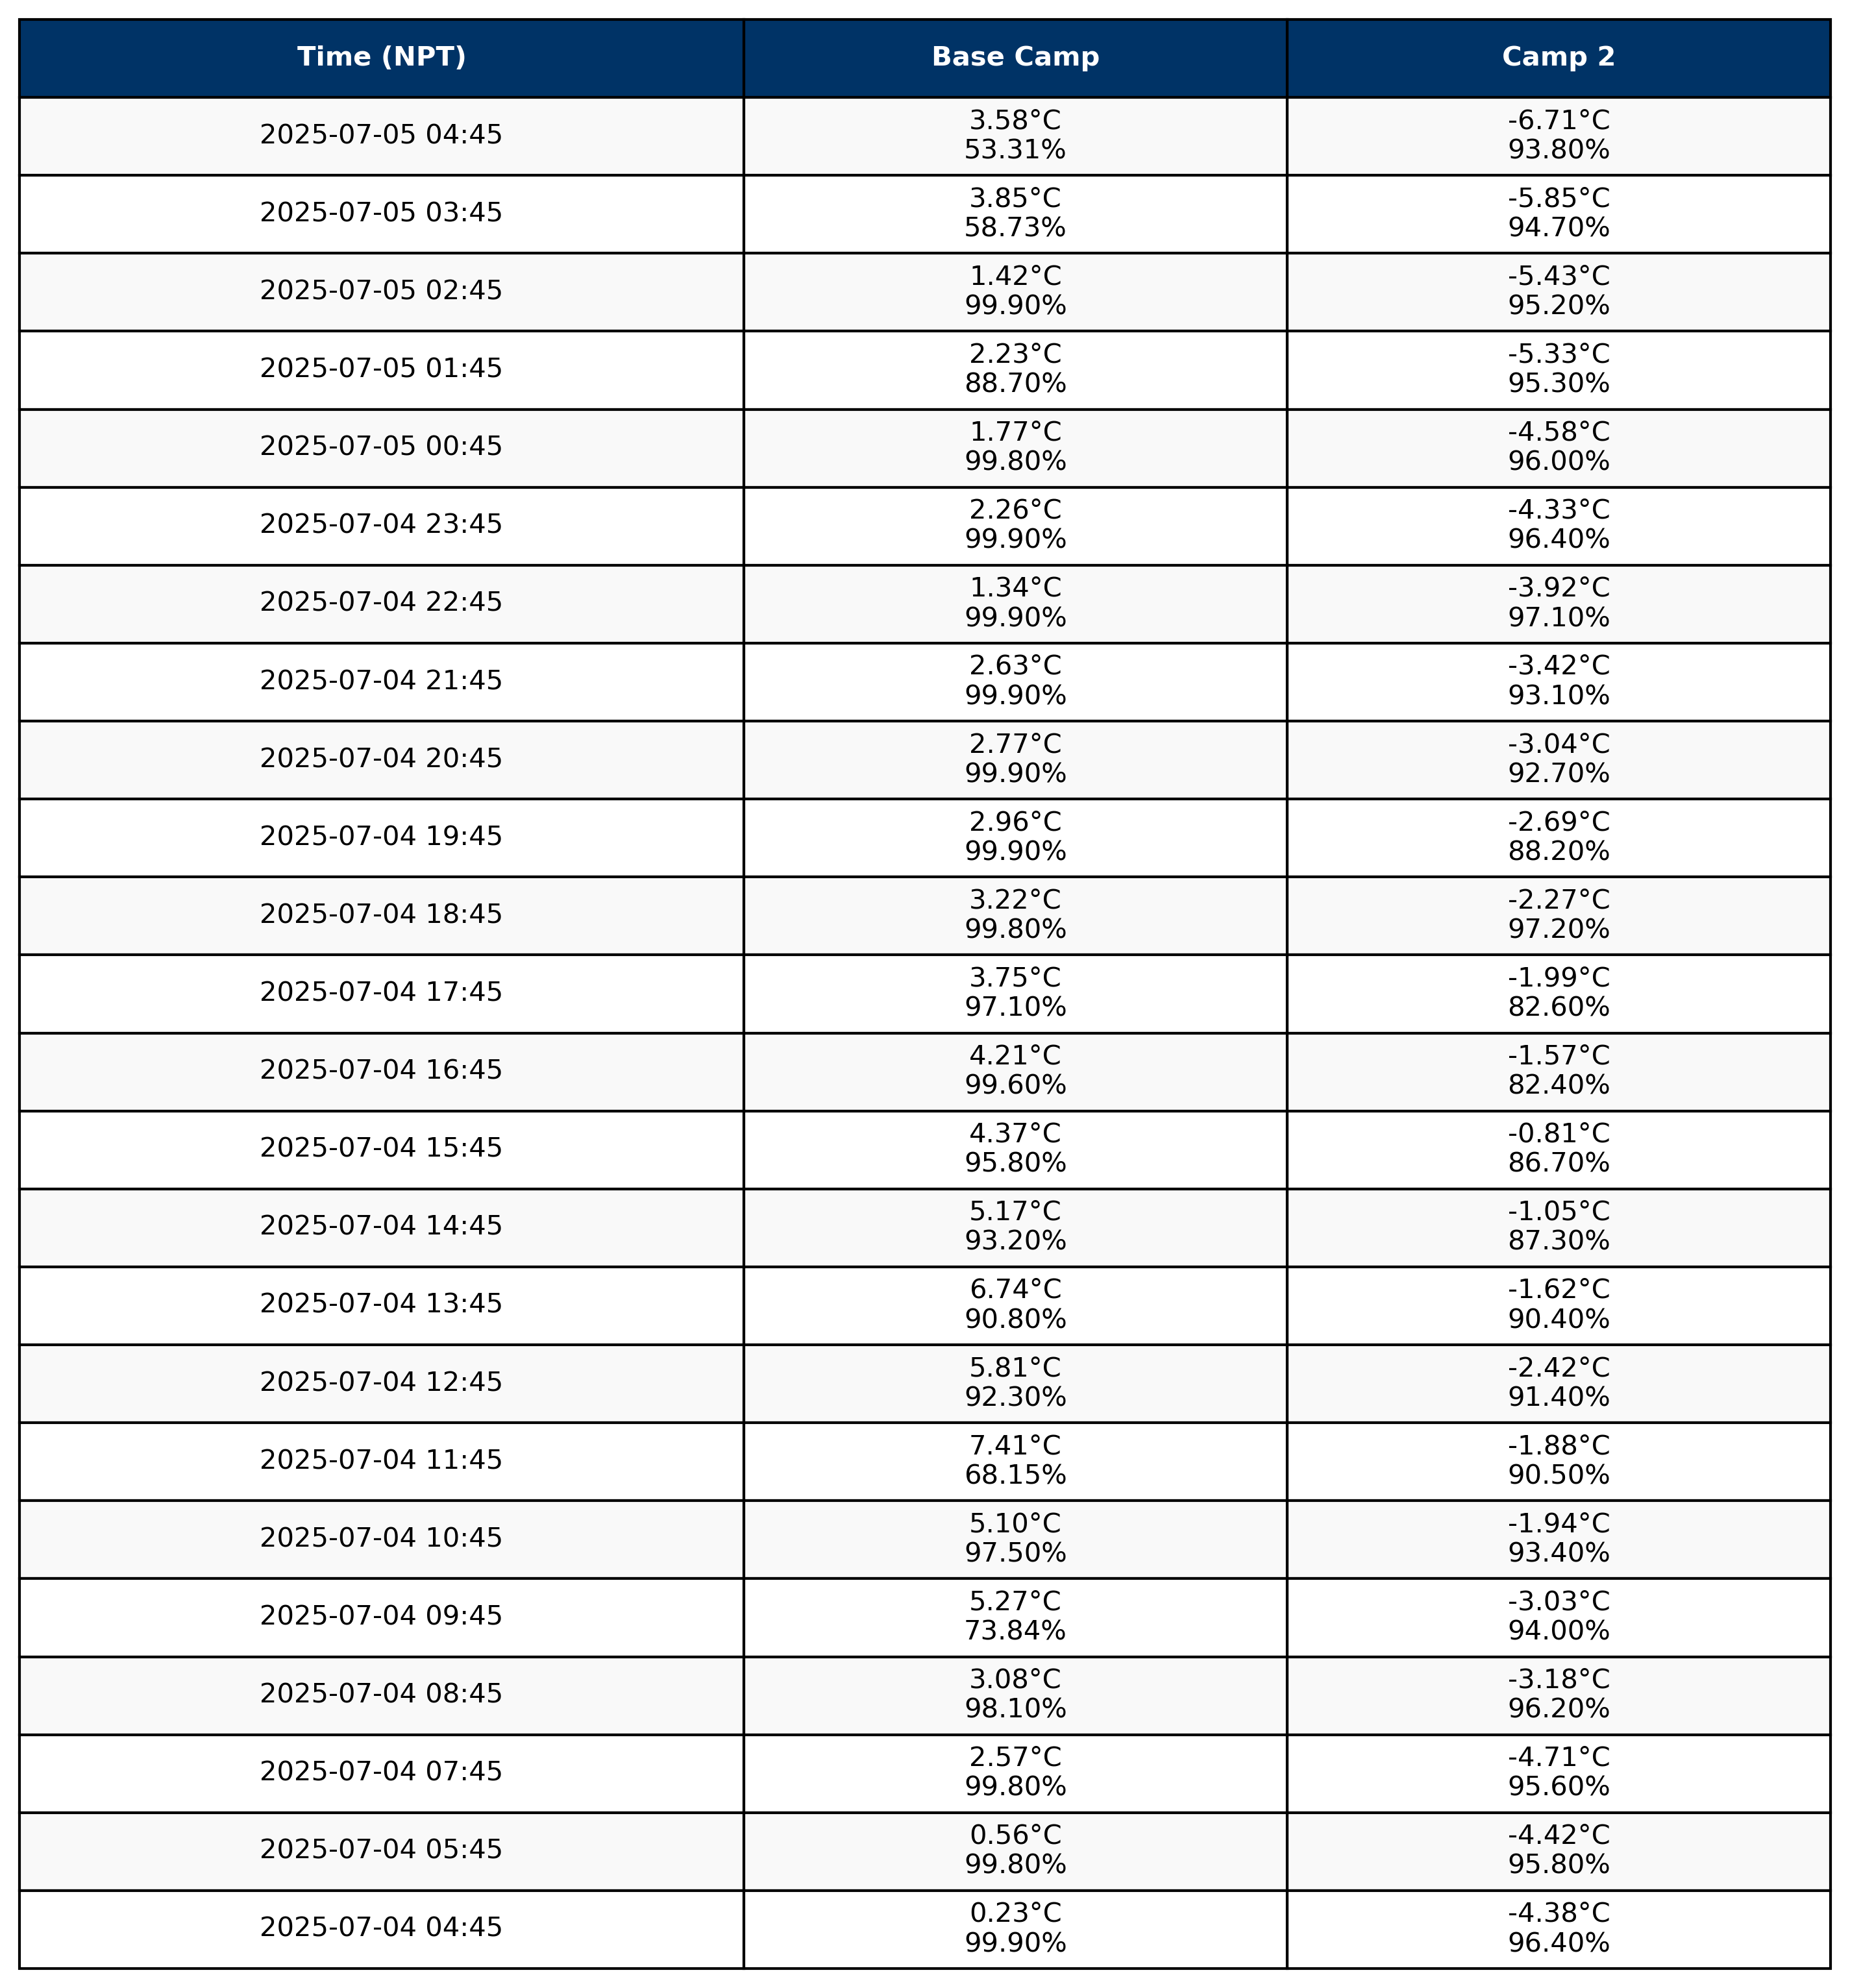 Time (NPT) Base Camp Camp 2
2025-07-05 04:45 3.58°C -6.71°C
53.31% 93.80%
2025-07-05 03:45 3.85°C -5.85°C
58.73% 94.70%
2025-07-05 02:45 1.42°C -5.43°C
99.90% 95.20%
2025-07-05 01:45 2.23°C -5.33°C
88.70% 95.30%
2025-07-05 00:45 1.77°C -4.58°C
99.80% 96.00%
2025-07-04 23:45 2.26°C -4.33°C
99.90% 96.40%
2025-07-04 22:45 1.34°C -3.92°C
99.90% 97.10%
2025-07-04 21:45 2.63°C -3.42°C
99.90% 93.10%
2025-07-04 20:45 2.77°C -3.04°C
99.90% 92.70%
2025-07-04 19:45 2.96°C -2.69°C
99.90% 88.20%
2025-07-04 18:45 3.22°C -2.27°C
99.80% 97.20%
2025-07-04 17:45 3.75°C -1.99°C
97.10% 82.60%
2025-07-04 16:45 4.21°C -1.57°C
99.60% 82.40%
2025-07-04 15:45 4.37°C -0.81°C
95.80% 86.70%
2025-07-04 14:45 5.17°C -1.05°C
93.20% 87.30%
2025-07-04 13:45 6.74°C -1.62°C
90.80% 90.40%
2025-07-04 12:45 5.81°C -2.42°C
92.30% 91.40%
2025-07-04 11:45 7.41°C -1.88°C
68.15% 90.50%
2025-07-04 10:45 5.10°C -1.94°C
97.50% 93.40%
2025-07-04 09:45 5.27°C -3.03°C
73.84% 94.00%
2025-07-04 08:45 3.08°C -3.18°C
98.10% 96.20%
2025-07-04 07:45 2.57°C -4.71°C
99.80% 95.60%
2025-07-04 05:45 0.56°C -4.42°C
99.80% 95.80%
2025-07-04 04:45 0.23°C -4.38°C
99.90% 96.40%